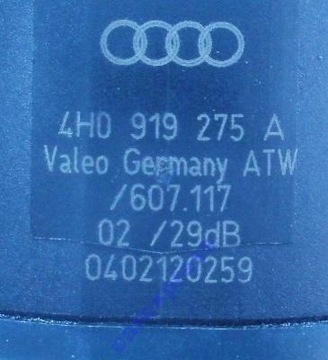 4H0 919 275 A
Valeo Germany ATW
/607.117
02 /29dB
0402120259